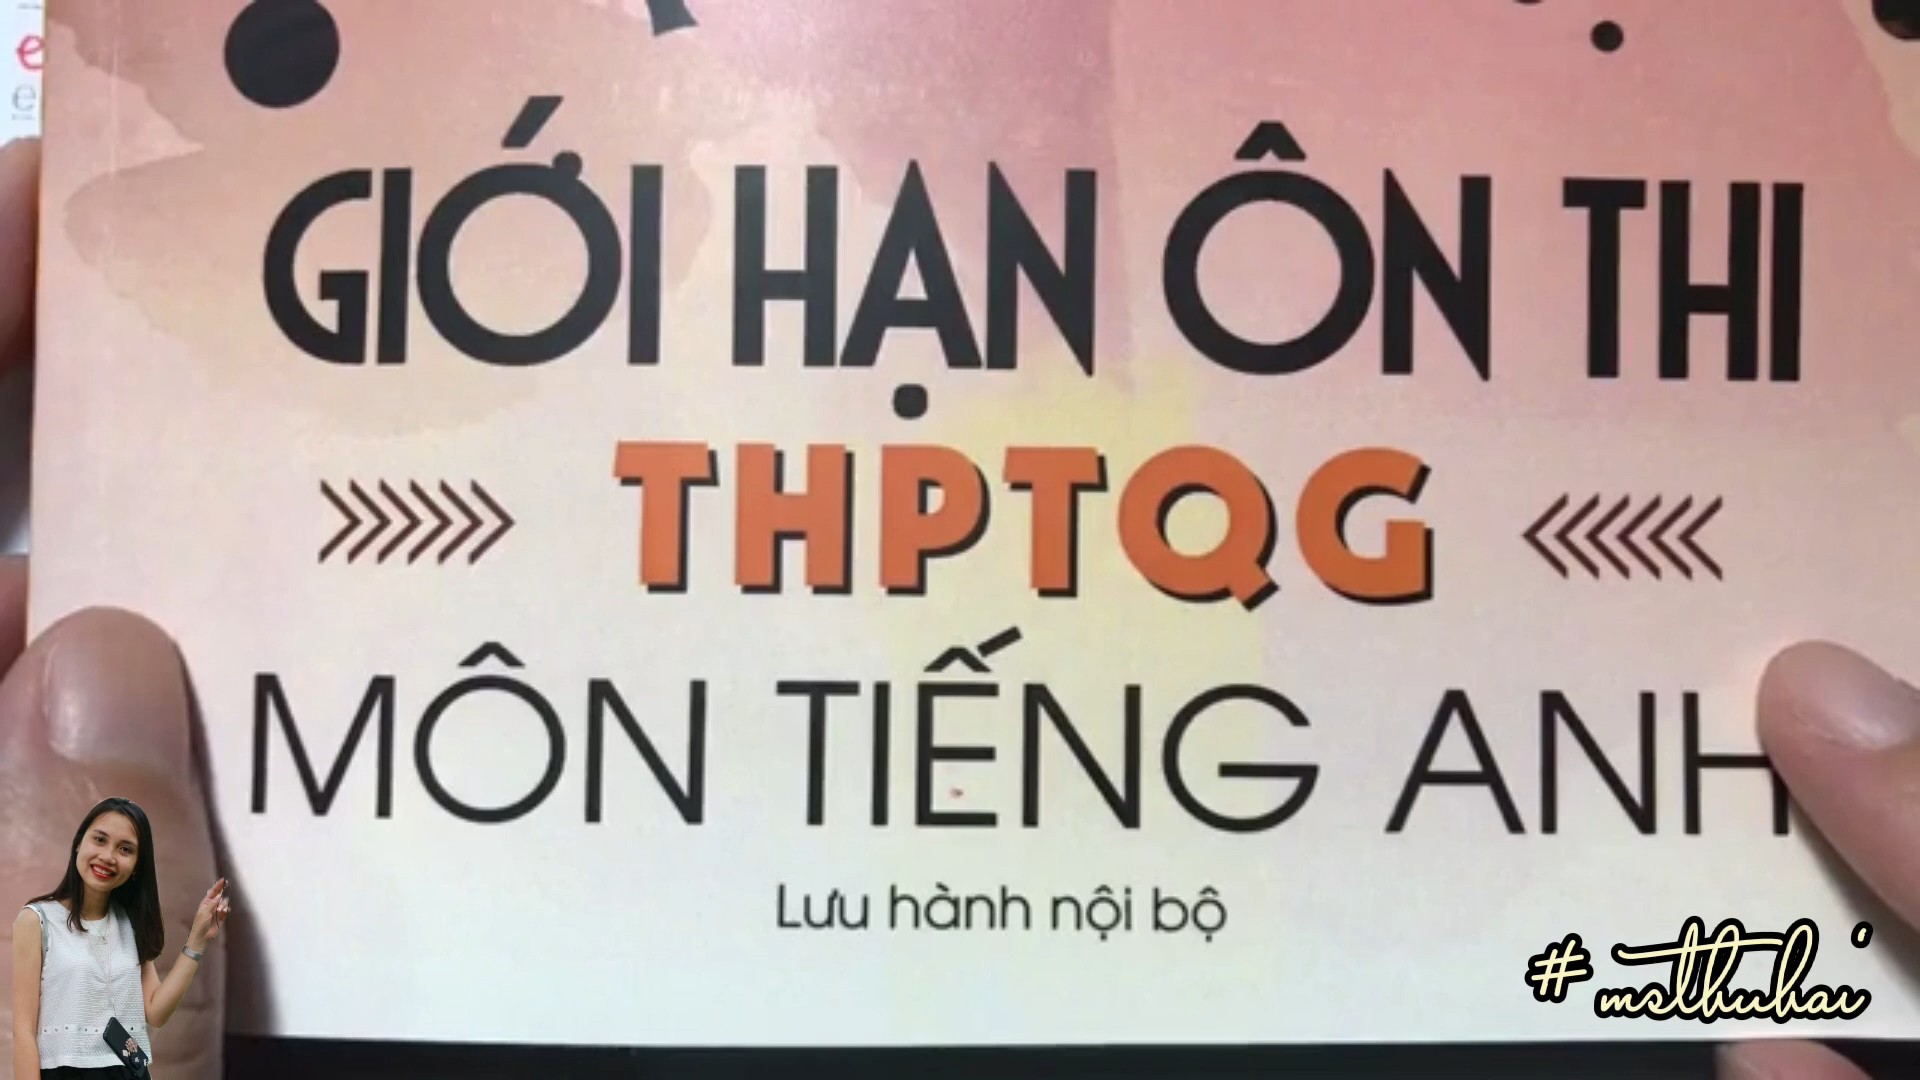 GIỚI HẠN ÔN THI
THPTQG
MÔN TIẾNG ANH
Lưu hành nội bộ
#msthuhai